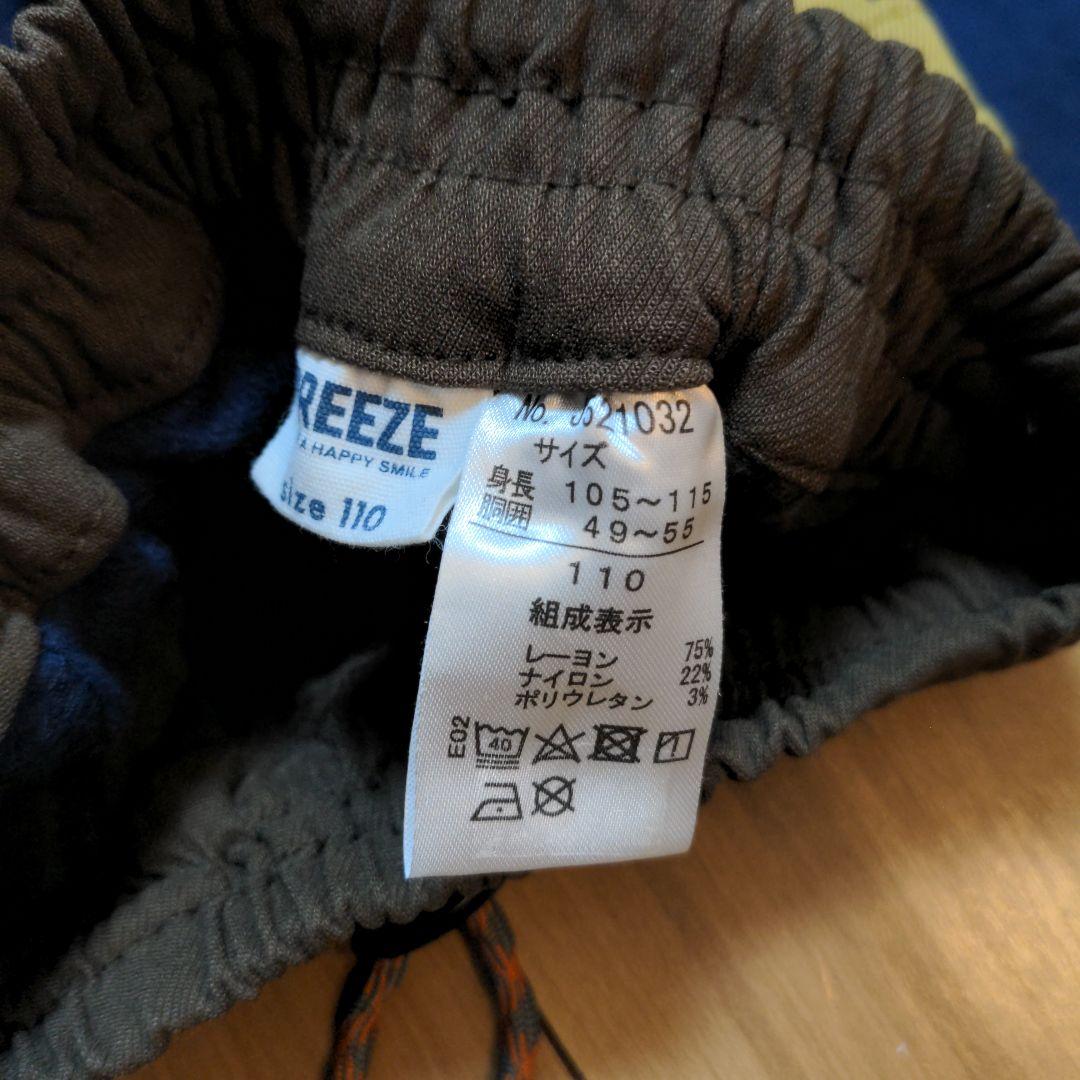 REEZE
A HAPPY SMILE
size 110
No. J521032
サイズ
身長 105～115
胴囲 49～55
110
組成表示
レーヨン 75%
ナイロン 22%
ポリウレタン 3%
E02 40